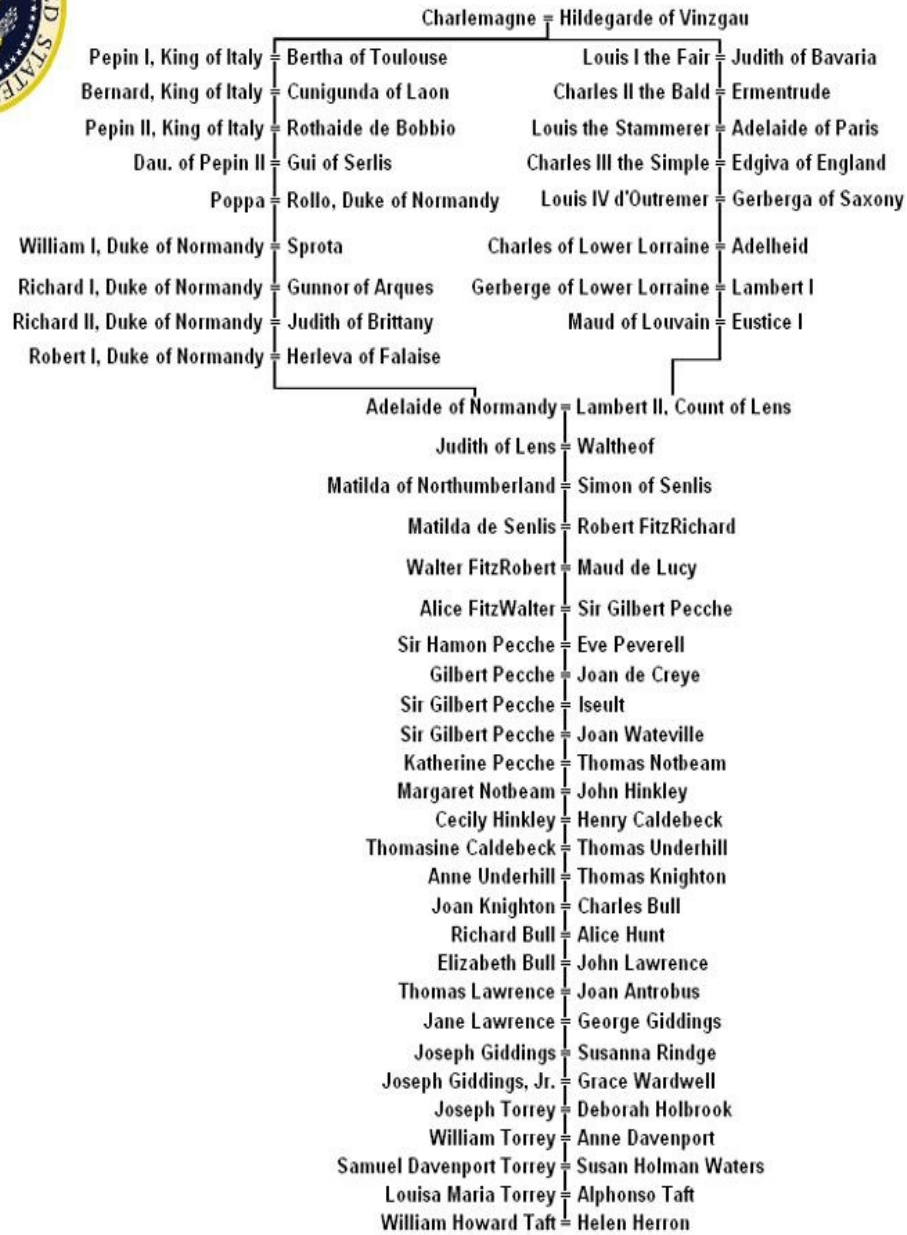 D STATE
Charlemagne = Hildegarde of Vinzgau
Pepin I, King of Italy = Bertha of Toulouse
Louis I the Fair = Judith of Bavaria
Bernard, King of Italy = Cunigunda of Laon
Charles II the Bald = Ermentrude
Pepin II, King of Italy = Rothaide de Bobbio
Louis the Stammerer = Adelaide of Paris
Dau. of Pepin II = Gui of Serlis
Charles III the Simple = Edgiva of England
Poppa = Rollo, Duke of Normandy
Louis IV d'Outremer = Gerberga of Saxony
William I, Duke of Normandy = Sprota
Charles of Lower Lorraine = Adelheid
Richard I, Duke of Normandy = Gunnor of Arques
Gerberge of Lower Lorraine = Lambert I
Richard II, Duke of Normandy = Judith of Brittany
Maud of Louvain = Eustice I
Robert I, Duke of Normandy = Herleva of Falaise
Adelaide of Normandy = Lambert II, Count of Lens
Judith of Lens = Waltheof
Matilda of Northumberland = Simon of Senlis
Matilda de Senlis = Robert FitzRichard
Walter FitzRobert = Maud de Lucy
Alice FitzWalter = Sir Gilbert Pecche
Sir Hamon Pecche = Eve Peverell
Gilbert Pecche = Joan de Creye
Sir Gilbert Pecche = Iseult
Sir Gilbert Pecche = Joan Wateville
Katherine Pecche = Thomas Notbeam
Margaret Notbeam = John Hinkley
Cecily Hinkley = Henry Caldebeck
Thomasine Caldebeck = Thomas Underhill
Anne Underhill = Thomas Knighton
Joan Knighton = Charles Bull
Richard Bull = Alice Hunt
Elizabeth Bull = John Lawrence
Thomas Lawrence = Joan Antrobus
Jane Lawrence = George Giddings
Joseph Giddings = Susanna Rindge
Joseph Giddings, Jr. = Grace Wardwell
Joseph Torrey = Deborah Holbrook
William Torrey = Anne Davenport
Samuel Davenport Torrey = Susan Holman Waters
Louisa Maria Torrey = Alphonso Taft
William Howard Taft = Helen Herron